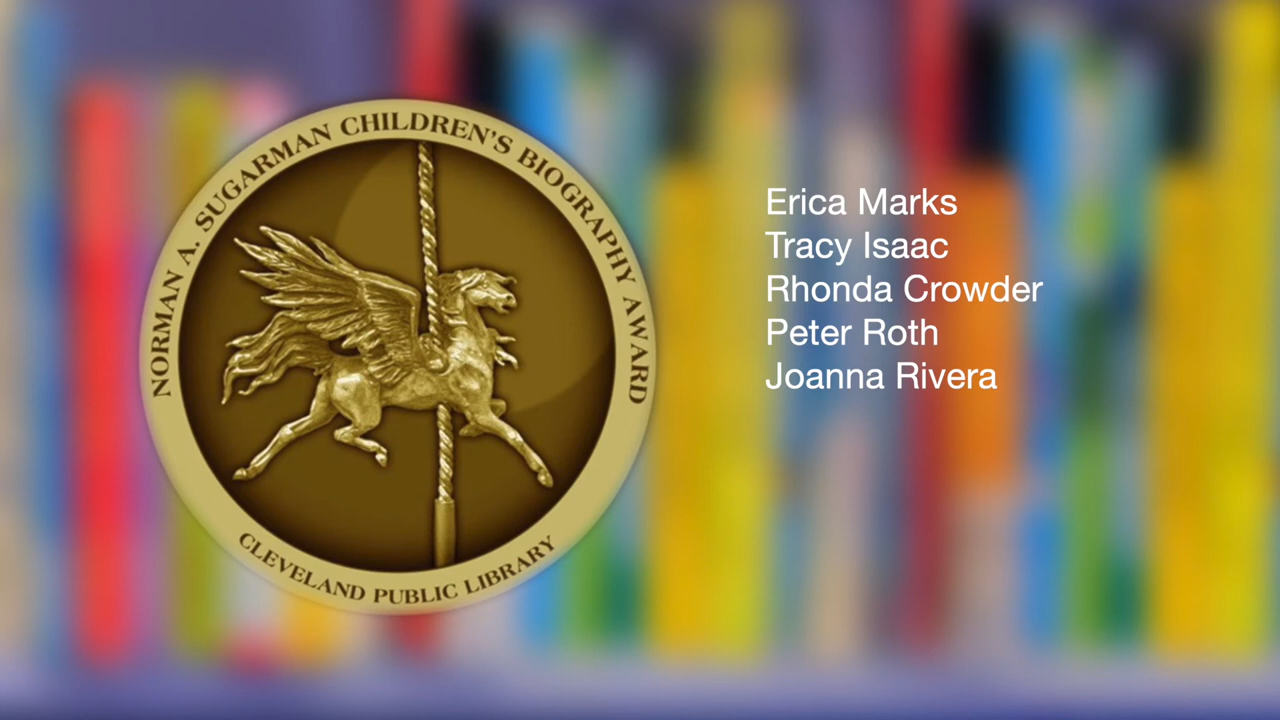 NORMAN A. SUGARMAN CHILDREN'S BIOGRAPHY AWARD
CLEVELAND PUBLIC LIBRARY
Erica Marks
Tracy Isaac
Rhonda Crowder
Peter Roth
Joanna Rivera